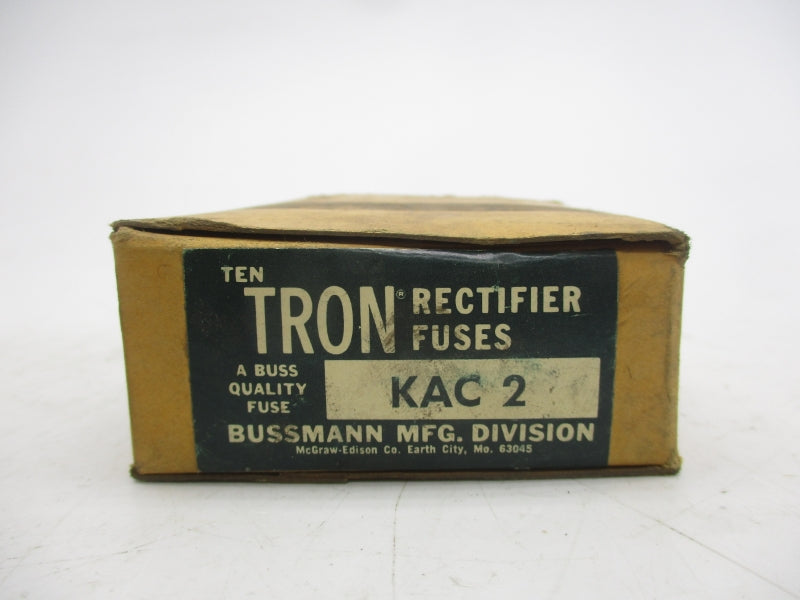 TEN
TRON® RECTIFIER
FUSES
A BUSS
QUALITY
FUSE
KAC 2
BUSSMANN MFG. DIVISION
McGraw-Edison Co. Earth City, Mo. 63045